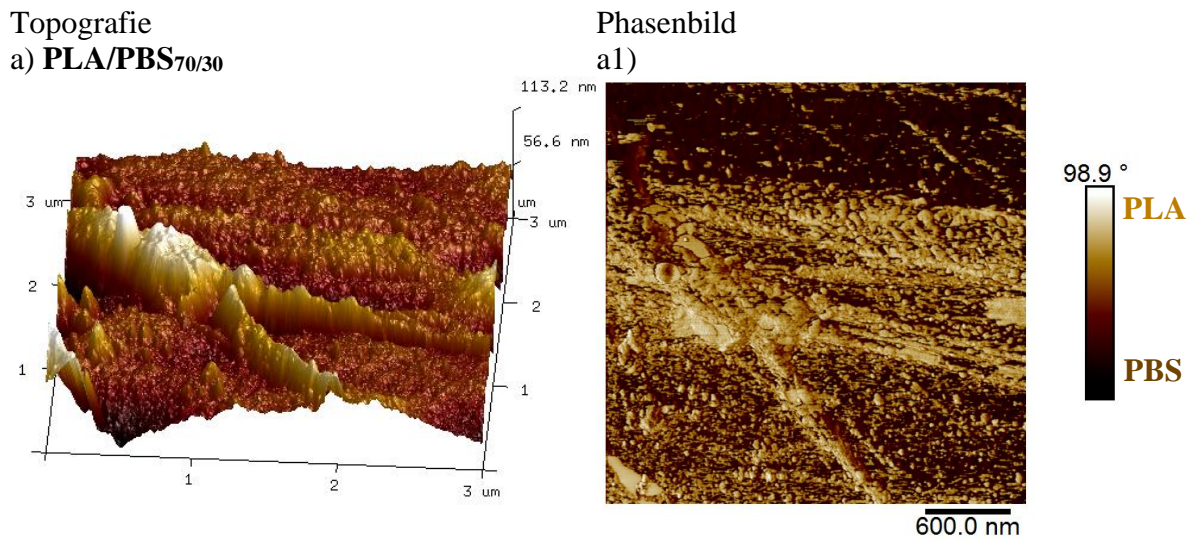 Topografie
a) PLA/PBS70/30
113.2 nm
56.6 nm
3 um
um
3 um
2
2
1
1
1
2
3 um
Phasenbild
a1)
98.9 °
PLA
PBS
600.0 nm